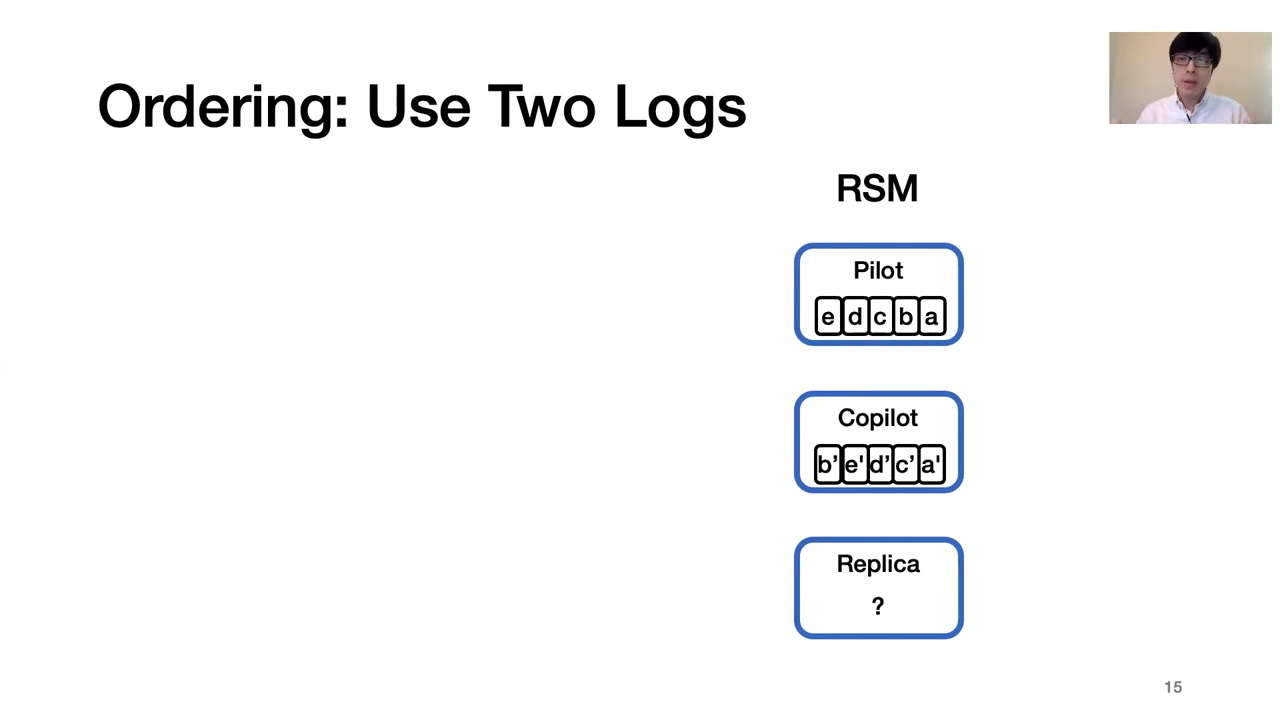 Ordering: Use Two Logs
RSM
Pilot
e d c b a
Copilot
b’ e' d’ c’ a'
Replica
?
15